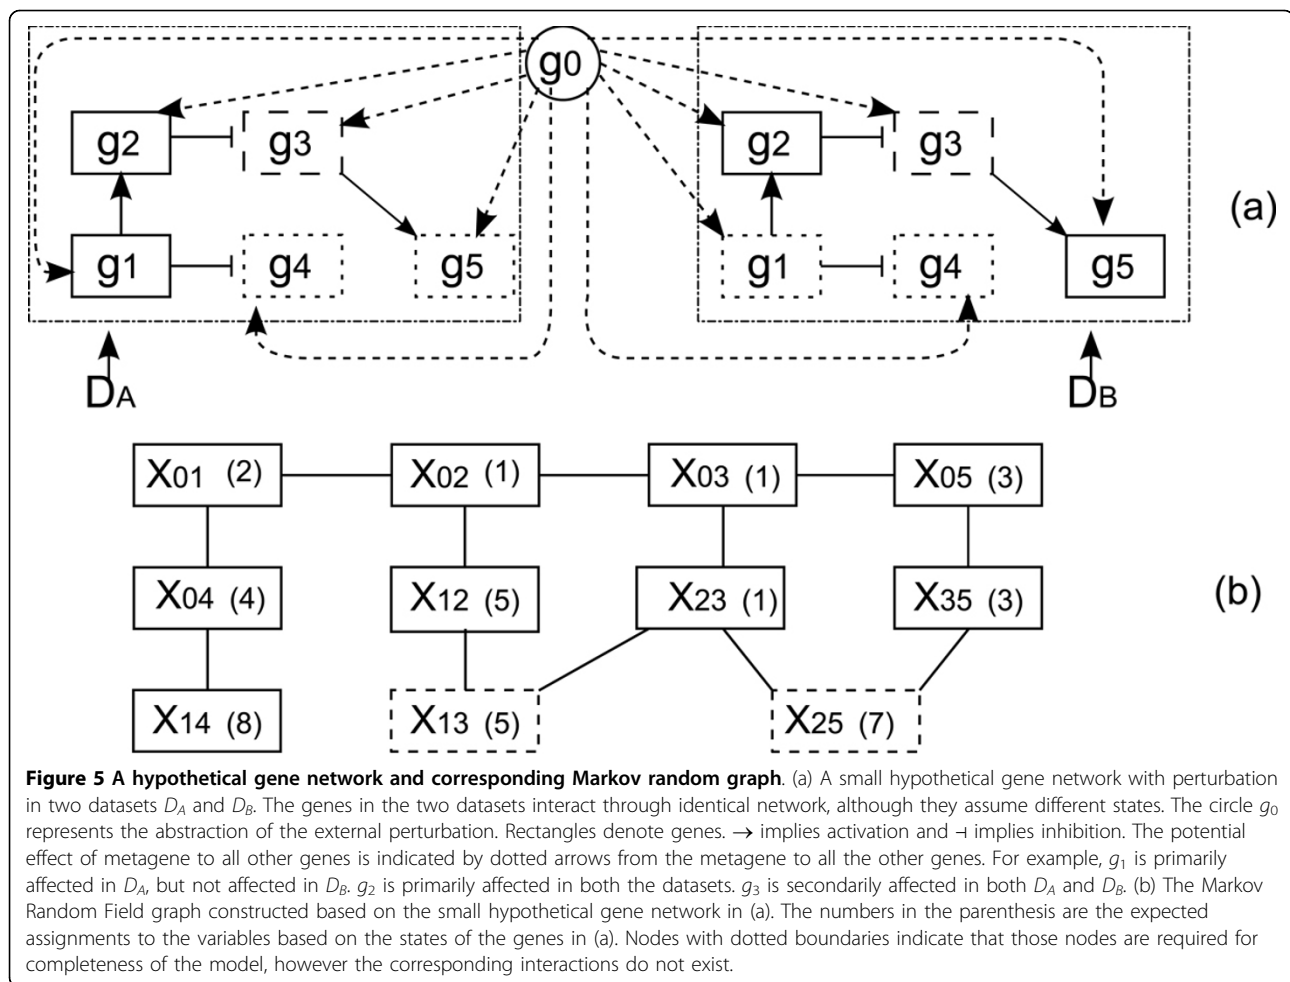 g0
g2 g3 g2 g3
(a)
g1 g4 g5 g1 g4 g5
DA DB
X01 (2) X02 (1) X03 (1) X05 (3)
X04 (4) X12 (5) X23 (1) X35 (3)
(b)
X14 (8) X13 (5) X25 (7)
Figure 5 A hypothetical gene network and corresponding Markov random graph. (a) A small hypothetical gene network with perturbation
in two datasets DA and DB. The genes in the two datasets interact through identical network, although they assume different states. The circle g0
represents the abstraction of the external perturbation. Rectangles denote genes. → implies activation and ⊣ implies inhibition. The potential
effect of metagene to all other genes is indicated by dotted arrows from the metagene to all the other genes. For example, g1 is primarily
affected in DA, but not affected in DB. g2 is primarily affected in both the datasets. g3 is secondarily affected in both DA and DB. (b) The Markov
Random Field graph constructed based on the small hypothetical gene network in (a). The numbers in the parenthesis are the expected
assignments to the variables based on the states of the genes in (a). Nodes with dotted boundaries indicate that those nodes are required for
completeness of the model, however the corresponding interactions do not exist.